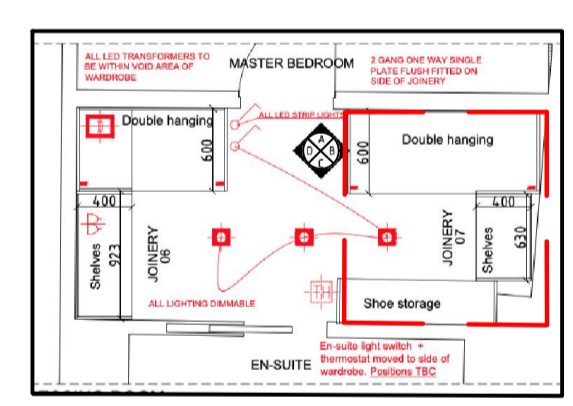 ALL LED TRANSFORMERS TO
BE WITHIN VOID AREA OF
WARDROBE
MASTER BEDROOM
2 GANG ONE WAY SINGLE
PLATE FLUSH FITTED ON
SIDE OF JOINERY
Double hanging
ALL LED STRIP LIGHTS
600
A
D B
C
600
Double hanging
400
400
Shelves
923
JOINERY
06
JOINERY
07
Shelves
630
ALL LIGHTING DIMMABLE
Shoe storage
EN-SUITE
En-suite light switch +
thermostat moved to side of
wardrobe. Positions TBC